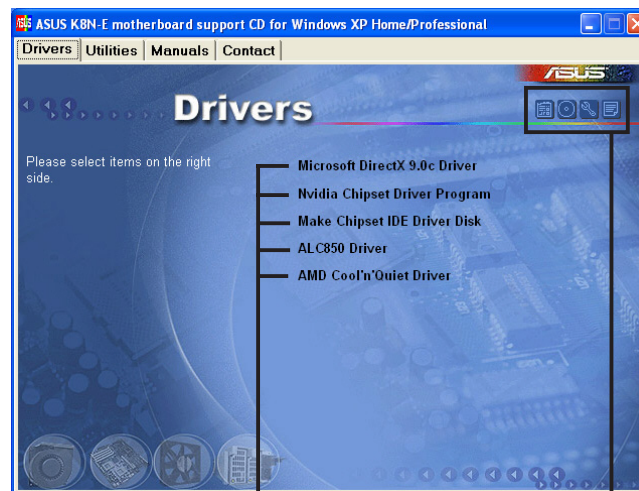 ASUS K8N-E motherboard support CD for Windows XP Home/Professional
Drivers Utilities Manuals Contact
ASUS
Drivers
Please select items on the right
side.
Microsoft DirectX 9.0c Driver
Nvidia Chipset Driver Program
Make Chipset IDE Driver Disk
ALC850 Driver
AMD Cool'n'Quiet Driver